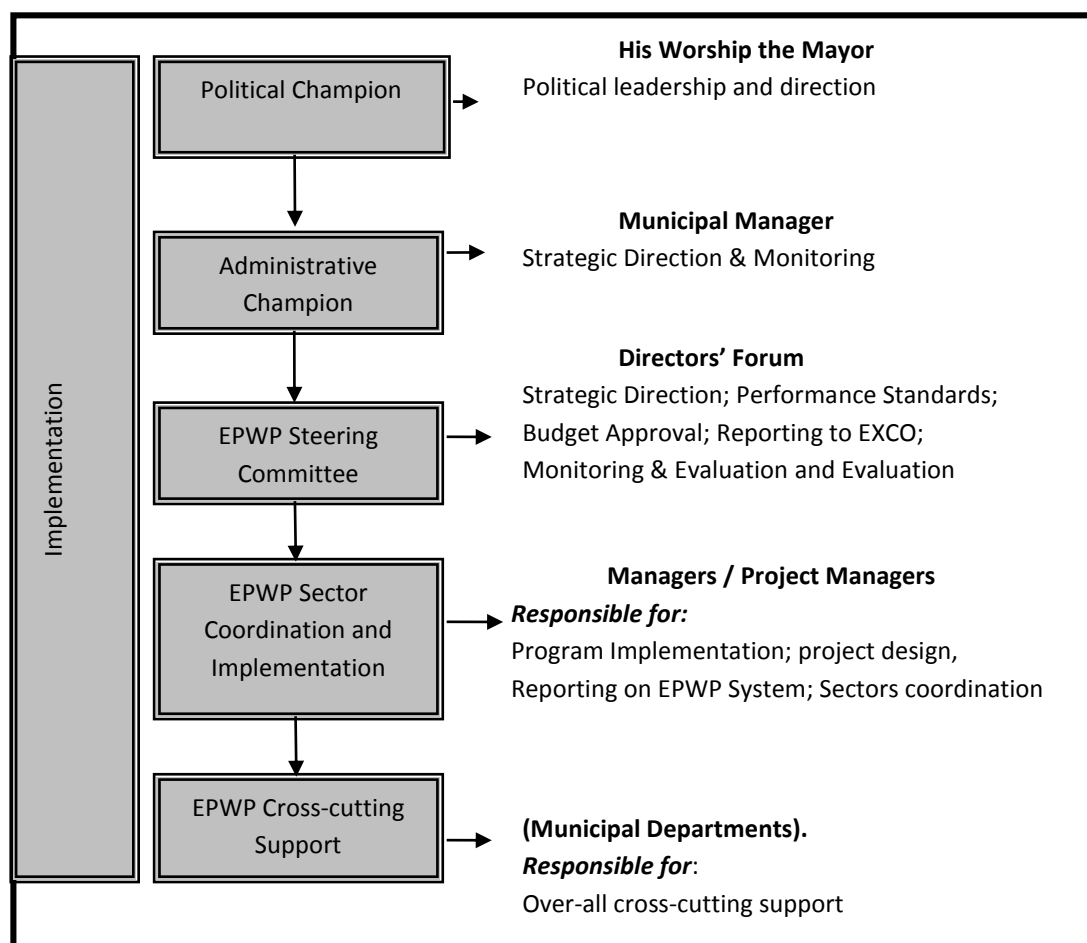 Implementation
Political Champion
His Worship the Mayor
Political leadership and direction
Administrative
Champion
Municipal Manager
Strategic Direction & Monitoring
EPWP Steering
Committee
Directors’ Forum
Strategic Direction; Performance Standards;
Budget Approval; Reporting to EXCO;
Monitoring & Evaluation and Evaluation
EPWP Sector
Coordination and
Implementation
Managers / Project Managers
Responsible for:
Program Implementation; project design,
Reporting on EPWP System; Sectors coordination
EPWP Cross-cutting
Support
(Municipal Departments).
Responsible for:
Over-all cross-cutting support